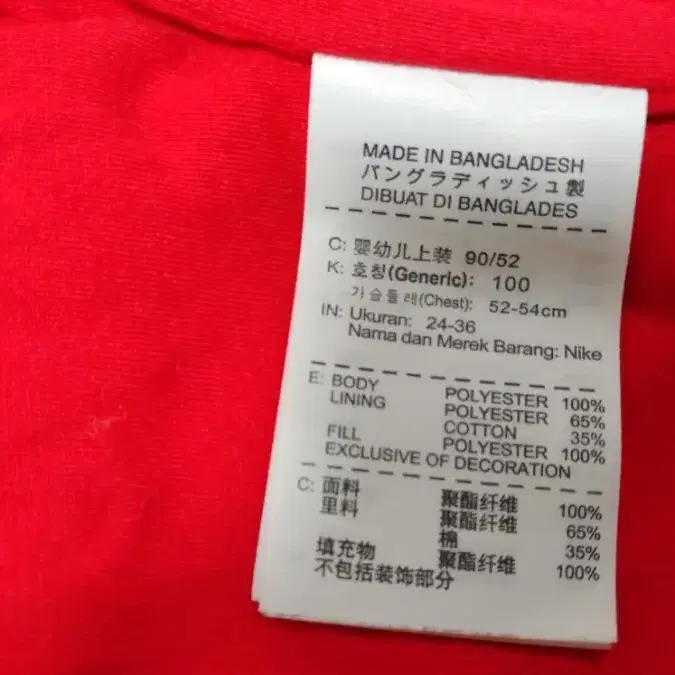 MADE IN BANGLADESH
バングラディッシュ製
DIBUAT DI BANGLADES
C: 婴幼儿上装 90/52
K: 호칭(Generic): 100
가슴둘레(Chest): 52-54cm
IN: Ukuran: 24-36
Nama dan Merek Barang: Nike
E: BODY POLYESTER 100%
LINING POLYESTER 65%
COTTON 35%
FILL POLYESTER 100%
EXCLUSIVE OF DECORATION
C: 面料 聚酯纤维 100%
里料 聚酯纤维 65%
棉 35%
填充物 聚酯纤维 100%
不包括装饰部分